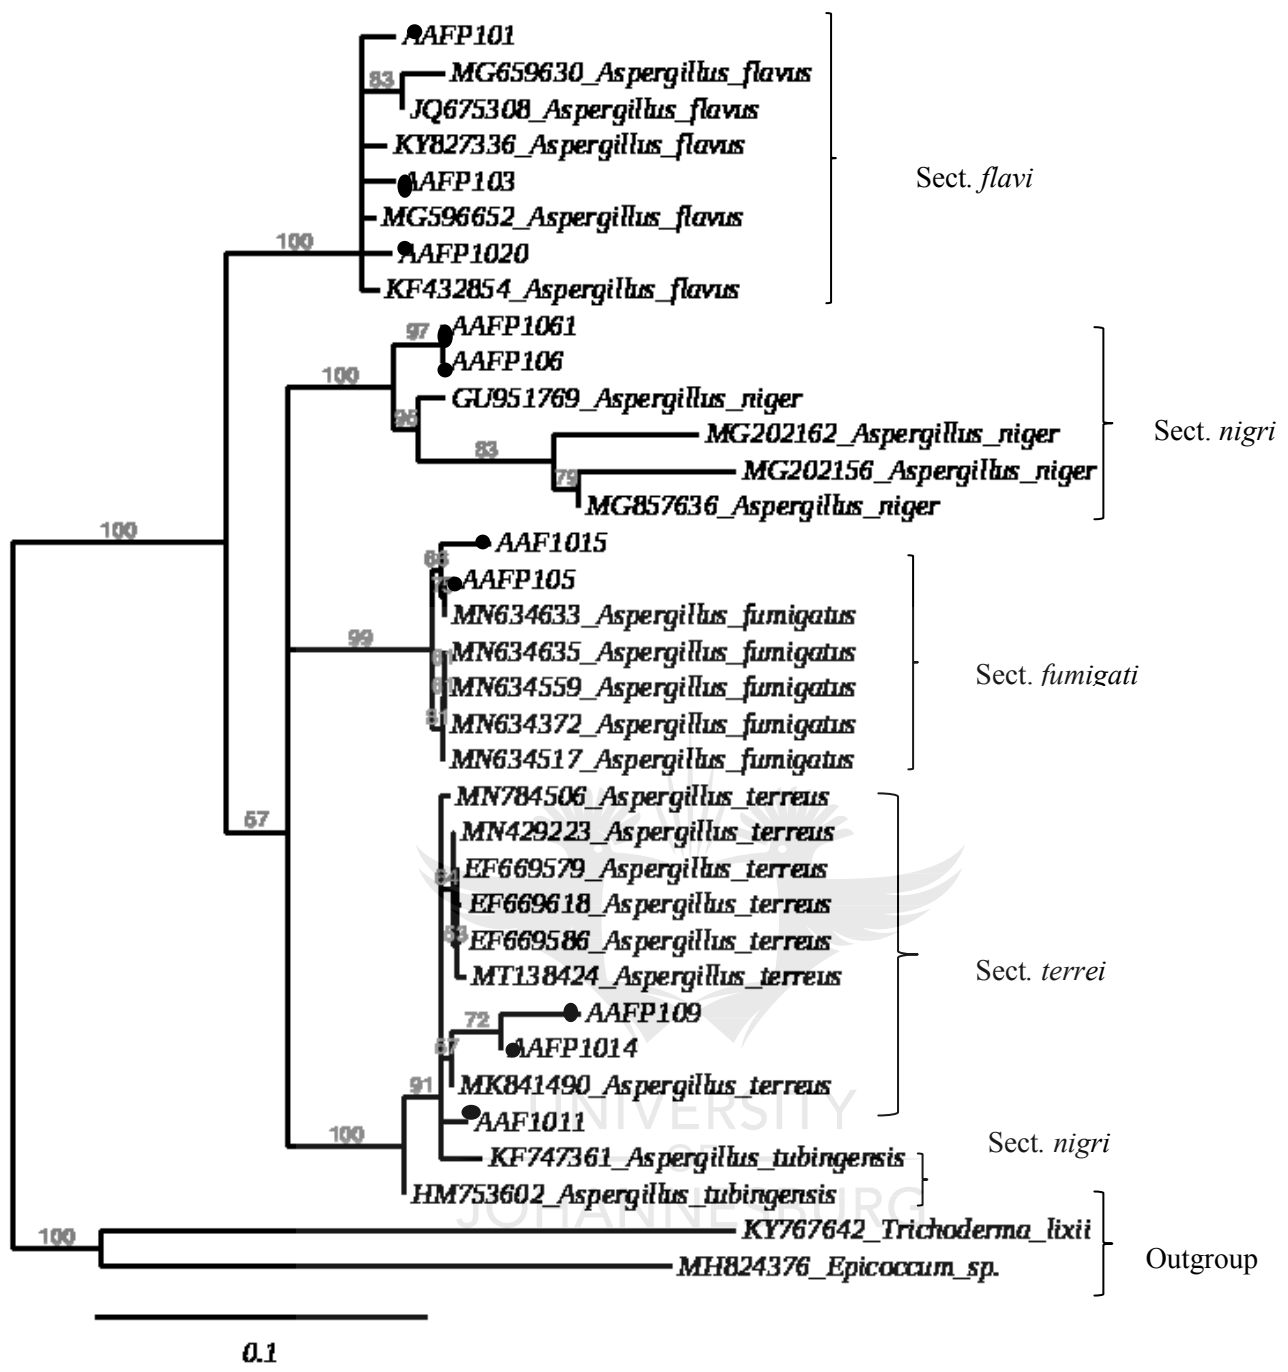 AAFP101
83
MG659630_Aspergillus_flavus
JQ675308_Aspergillus_flavus
KY827336_Aspergillus_flavus
AAFP103
Sect. flavi
MG596652_Aspergillus_flavus
100
AAFP1020
KF432854_Aspergillus_flavus
97
AAFP1061
AAFP106
100
GU951769_Aspergillus_niger
MG202162_Aspergillus_niger
Sect. nigri
83
MG202156_Aspergillus_niger
79
MG857636_Aspergillus_niger
100
AAF1015
AAFP105
MN634633_Aspergillus_fumigatus
99
MN634635_Aspergillus_fumigatus
Sect. fumigati
MN634559_Aspergillus_fumigatus
MN634372_Aspergillus_fumigatus
MN634517_Aspergillus_fumigatus
MN784506_Aspergillus_terreus
57
MN429223_Aspergillus_terreus
EF669579_Aspergillus_terreus
EF669618_Aspergillus_terreus
EF669586_Aspergillus_terreus
Sect. terrei
MT138424_Aspergillus_terreus
72
AAFP109
AAFP1014
MK841490_Aspergillus_terreus
91
AAF1011
100
KF747361_Aspergillus_tubingensis
Sect. nigri
HM753602_Aspergillus_tubingensis
UNIVERSITY
OF
JOHANNESBURG
KY767642_Trichoderma_lixii
100
MH824376_Epicoccum_sp.
Outgroup
0.1